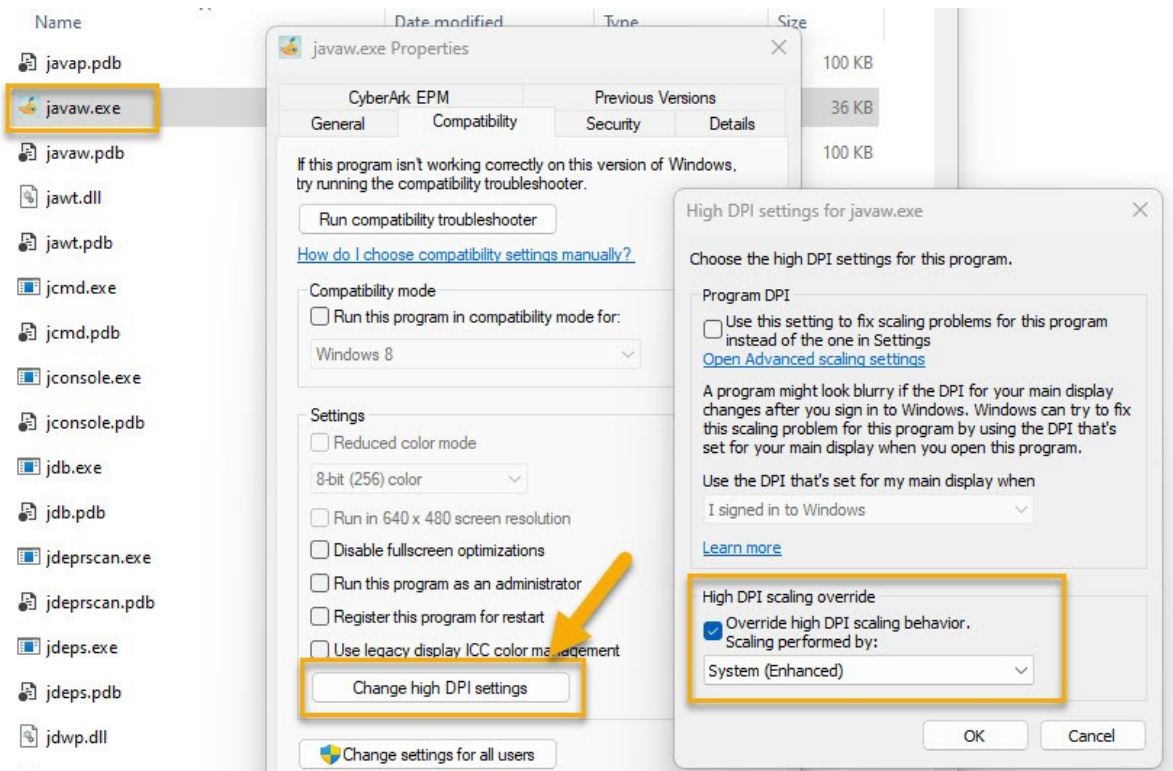 Name
Date modified
Type
Size
javap.pdb
100 KB
javaw.exe
36 KB
javaw.pdb
100 KB
jawt.dll
jawt.pdb
jcmd.exe
jcmd.pdb
jconsole.exe
jconsole.pdb
jdb.exe
jdb.pdb
jdeprscan.exe
jdeprscan.pdb
jdeps.exe
jdeps.pdb
jdwp.dll
javaw.exe Properties
CyberArk EPM
Previous Versions
General
Compatibility
Security
Details
If this program isn't working correctly on this version of Windows,
try running the compatibility troubleshooter.
Run compatibility troubleshooter
How do I choose compatibility settings manually?
Compatibility mode
Run this program in compatibility mode for:
Windows 8
Settings
Reduced color mode
8-bit (256) color
Run in 640 x 480 screen resolution
Disable fullscreen optimizations
Run this program as an administrator
Register this program for restart
Use legacy display ICC color management
Change high DPI settings
Change settings for all users
High DPI settings for javaw.exe
Choose the high DPI settings for this program.
Program DPI
Use this setting to fix scaling problems for this program
instead of the one in Settings
Open Advanced scaling settings
A program might look blurry if the DPI for your main display
changes after you sign in to Windows. Windows can try to fix
this scaling problem for this program by using the DPI that's
set for your main display when you open this program.
Use the DPI that's set for my main display when
I signed in to Windows
Learn more
High DPI scaling override
Override high DPI scaling behavior.
Scaling performed by:
System (Enhanced)
OK
Cancel